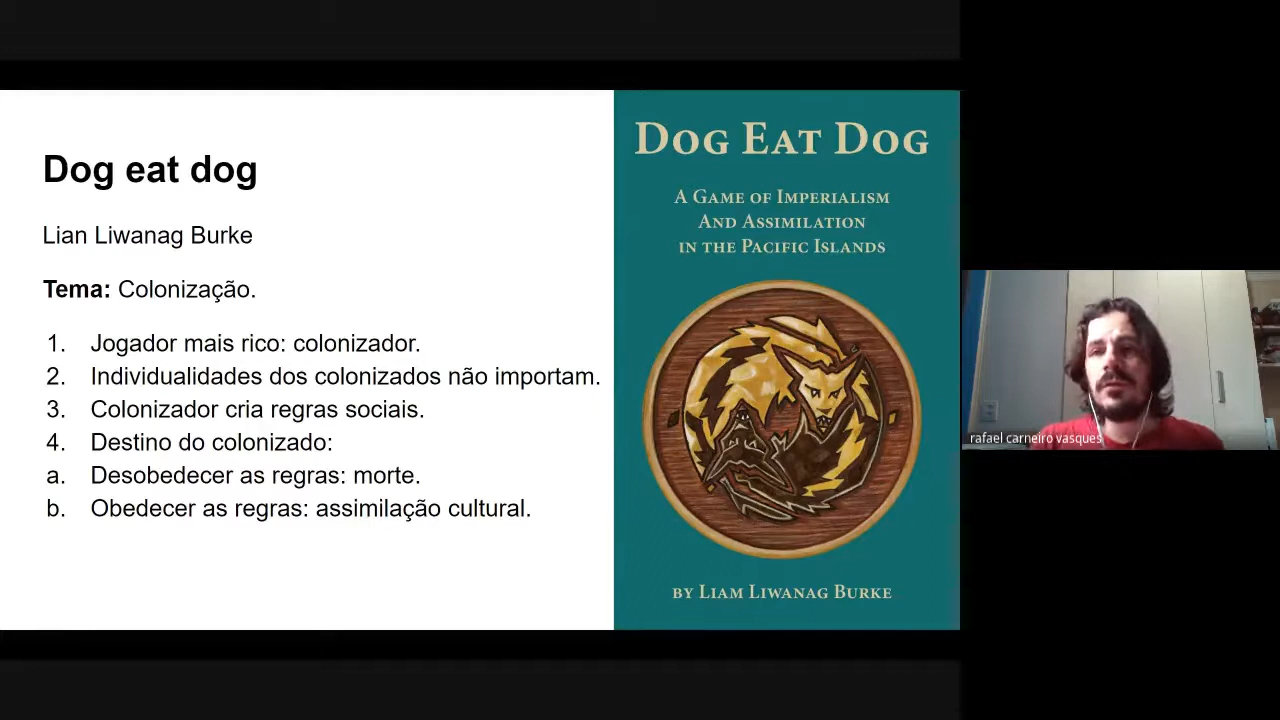 Dog eat dog
Lian Liwanag Burke
Tema: Colonização.
1. Jogador mais rico: colonizador.
2. Individualidades dos colonizados não importam.
3. Colonizador cria regras sociais.
4. Destino do colonizado:
a. Desobedecer as regras: morte.
b. Obedecer as regras: assimilação cultural.
DOG EAT DOG
A GAME OF IMPERIALISM
AND ASSIMILATION
IN THE PACIFIC ISLANDS
BY LIAM LIWANAG BURKE
rafael carneiro vasques